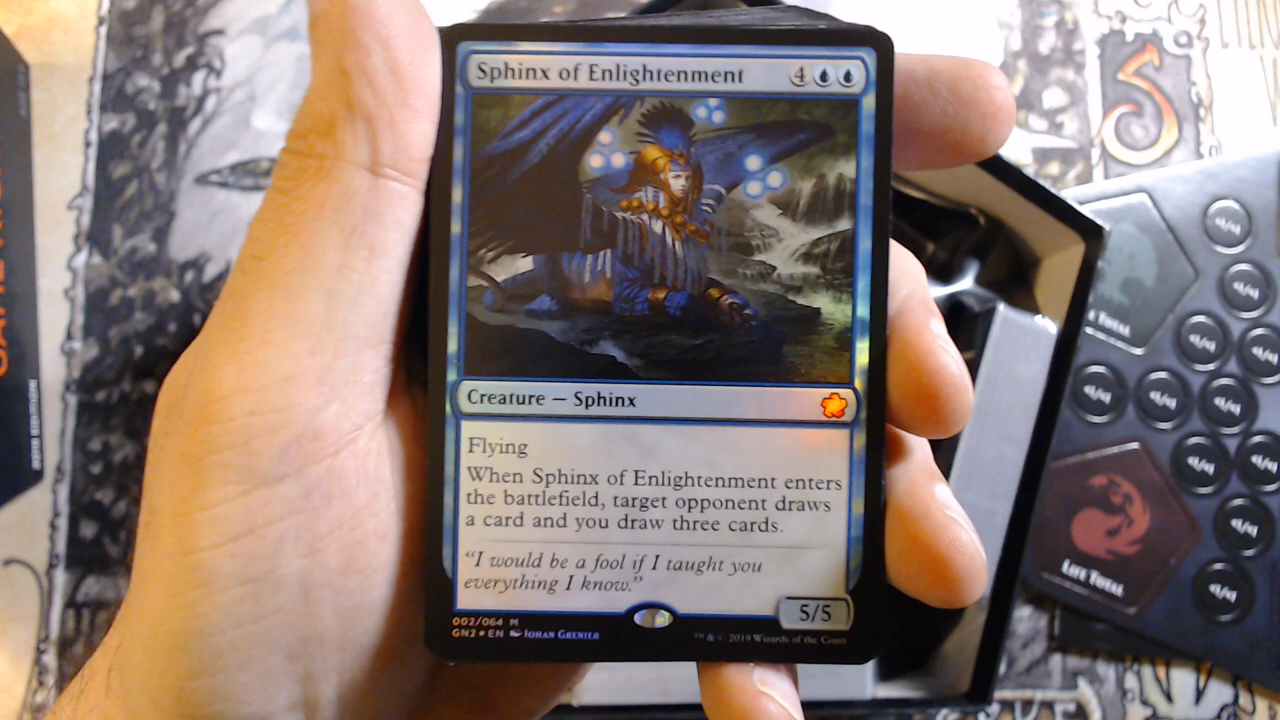 Sphinx of Enlightenment 4
Creature — Sphinx
Flying
When Sphinx of Enlightenment enters
the battlefield, target opponent draws
a card and you draw three cards.
“I would be a fool if I taught you
everything I know.”
5/5
002/064 M
GN2 ★ EN Johan Grenier
™ & © 2019 Wizards of the Coast
Life Total